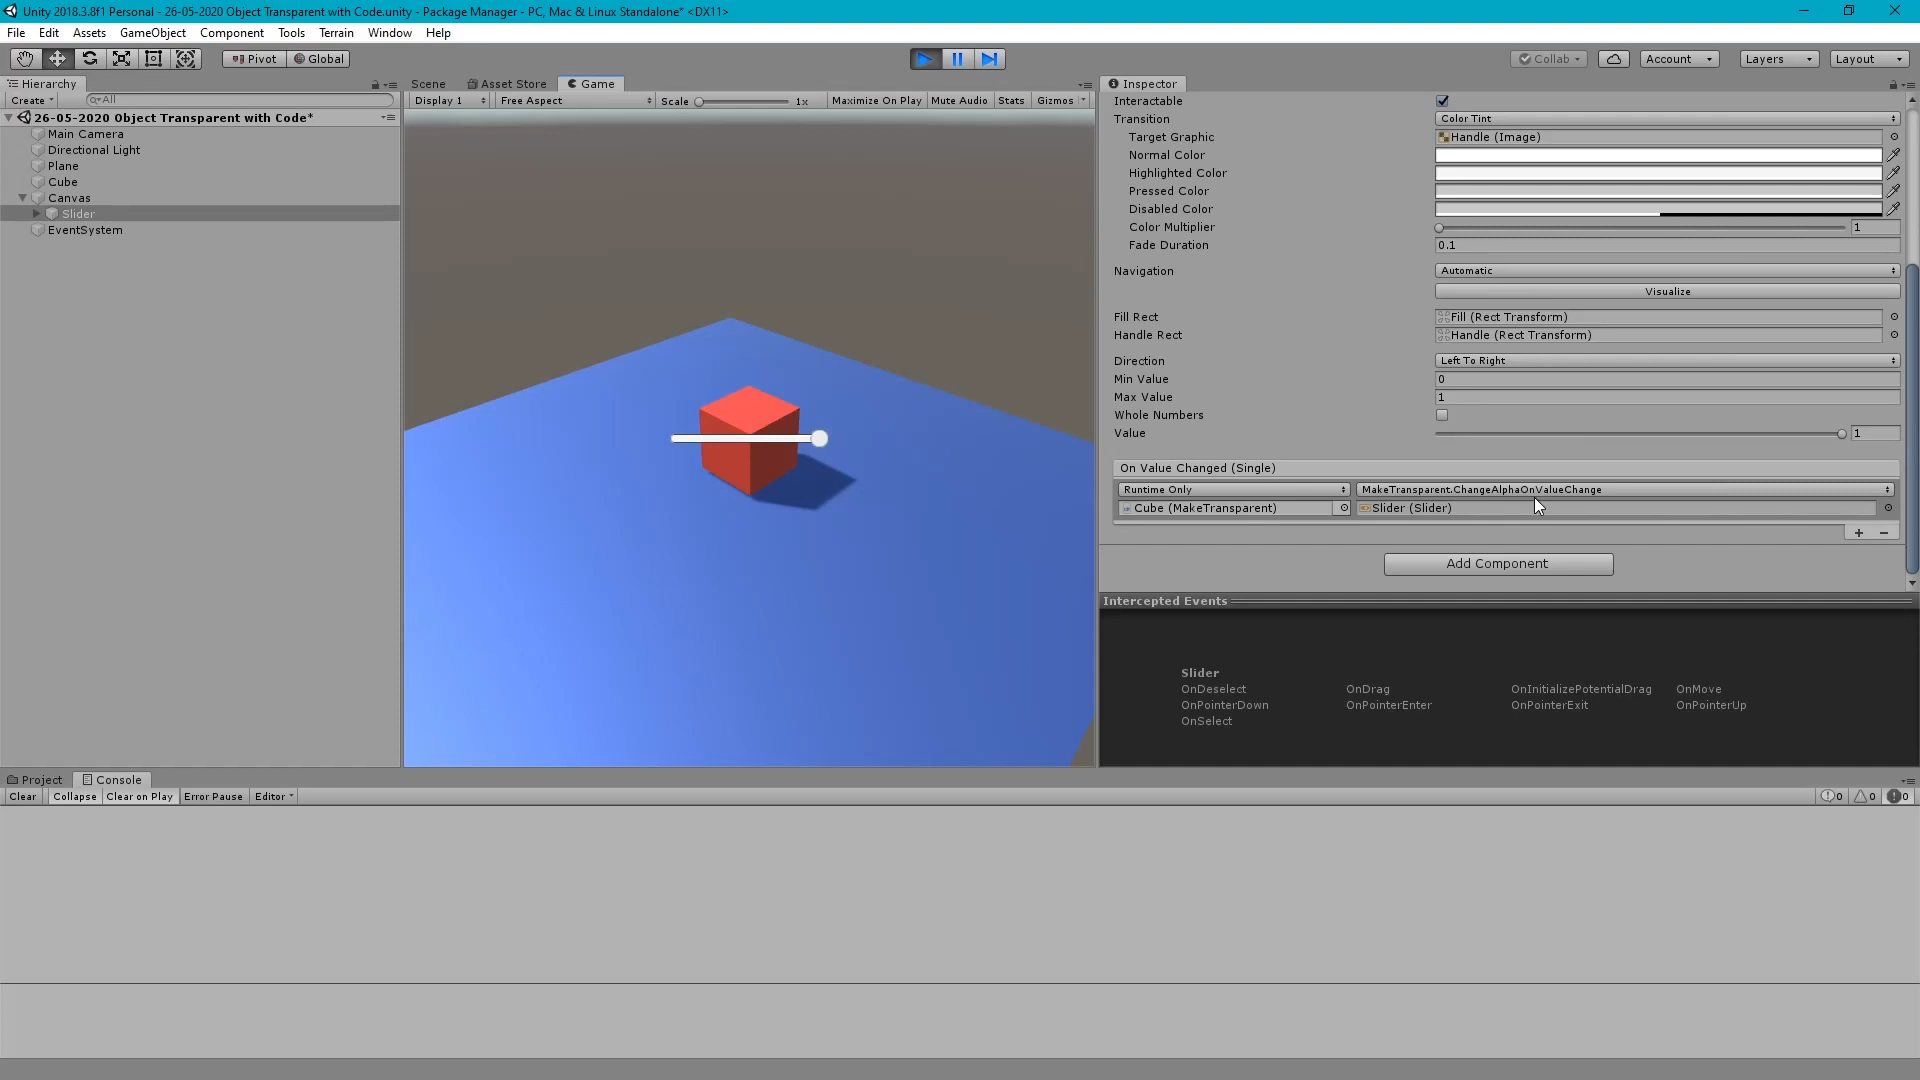 Unity 2018.3.8f1 Personal - 26-05-2020 Object Transparent with Code.unity - Package Manager - PC, Mac & Linux Standalone* <DX11>
File Edit Assets GameObject Component Tools Terrain Window Help
Pivot Global Collab Account Layers Layout
Hierarchy
Create All
26-05-2020 Object Transparent with Code*
Main Camera
Directional Light
Plane
Cube
Canvas
Slider
EventSystem
Scene Asset Store Game
Display 1 Free Aspect Scale 1x Maximize On Play Mute Audio Stats Gizmos
Inspector
Interactable
Transition Color Tint
Target Graphic Handle (Image)
Normal Color
Highlighted Color
Pressed Color
Disabled Color
Color Multiplier 1
Fade Duration 0.1
Navigation Automatic
Visualize
Fill Rect Fill (Rect Transform)
Handle Rect Handle (Rect Transform)
Direction Left To Right
Min Value 0
Max Value 1
Whole Numbers
Value 1
On Value Changed (Single)
Runtime Only MakeTransparent.ChangeAlphaOnValueChange
Cube (MakeTransparent) Slider (Slider)
Add Component
Intercepted Events
Slider
OnDeselect OnDrag OnInitializePotentialDrag OnMove
OnPointerDown OnPointerEnter OnPointerExit OnPointerUp
OnSelect
Project Console
Clear Collapse Clear on Play Error Pause Editor 0 0 0